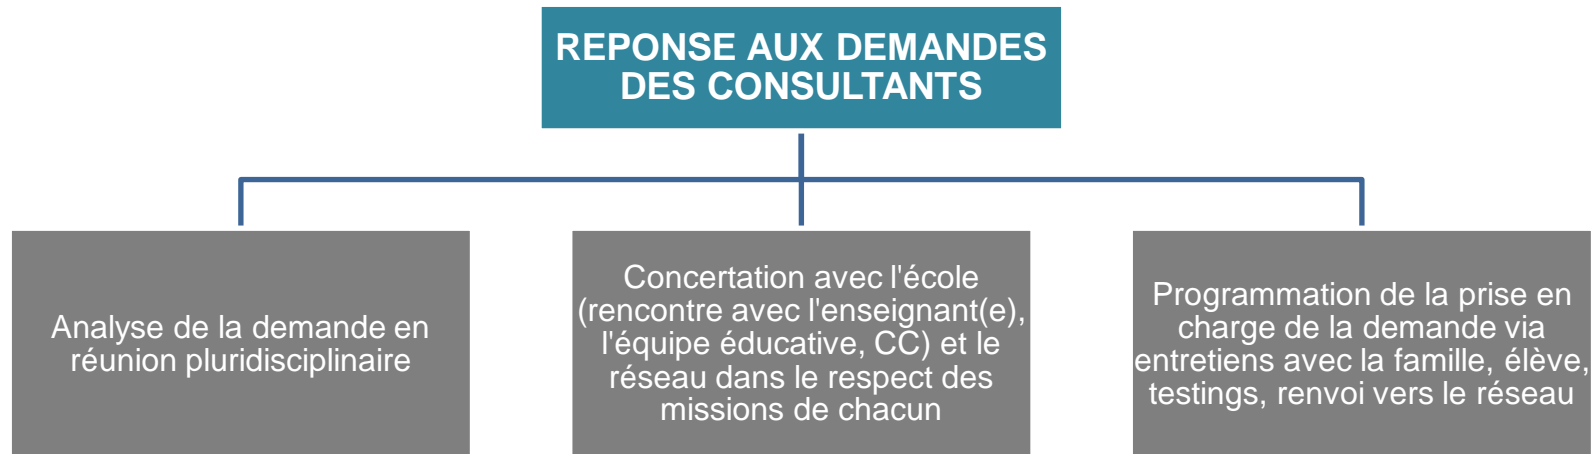 REPONSE AUX DEMANDES
DES CONSULTANTS
Analyse de la demande en
réunion pluridisciplinaire
Concertation avec l'école
(rencontre avec l'enseignant(e),
l'équipe éducative, CC) et le
réseau dans le respect des
missions de chacun
Programmation de la prise en
charge de la demande via
entretiens avec la famille, élève,
testings, renvoi vers le réseau